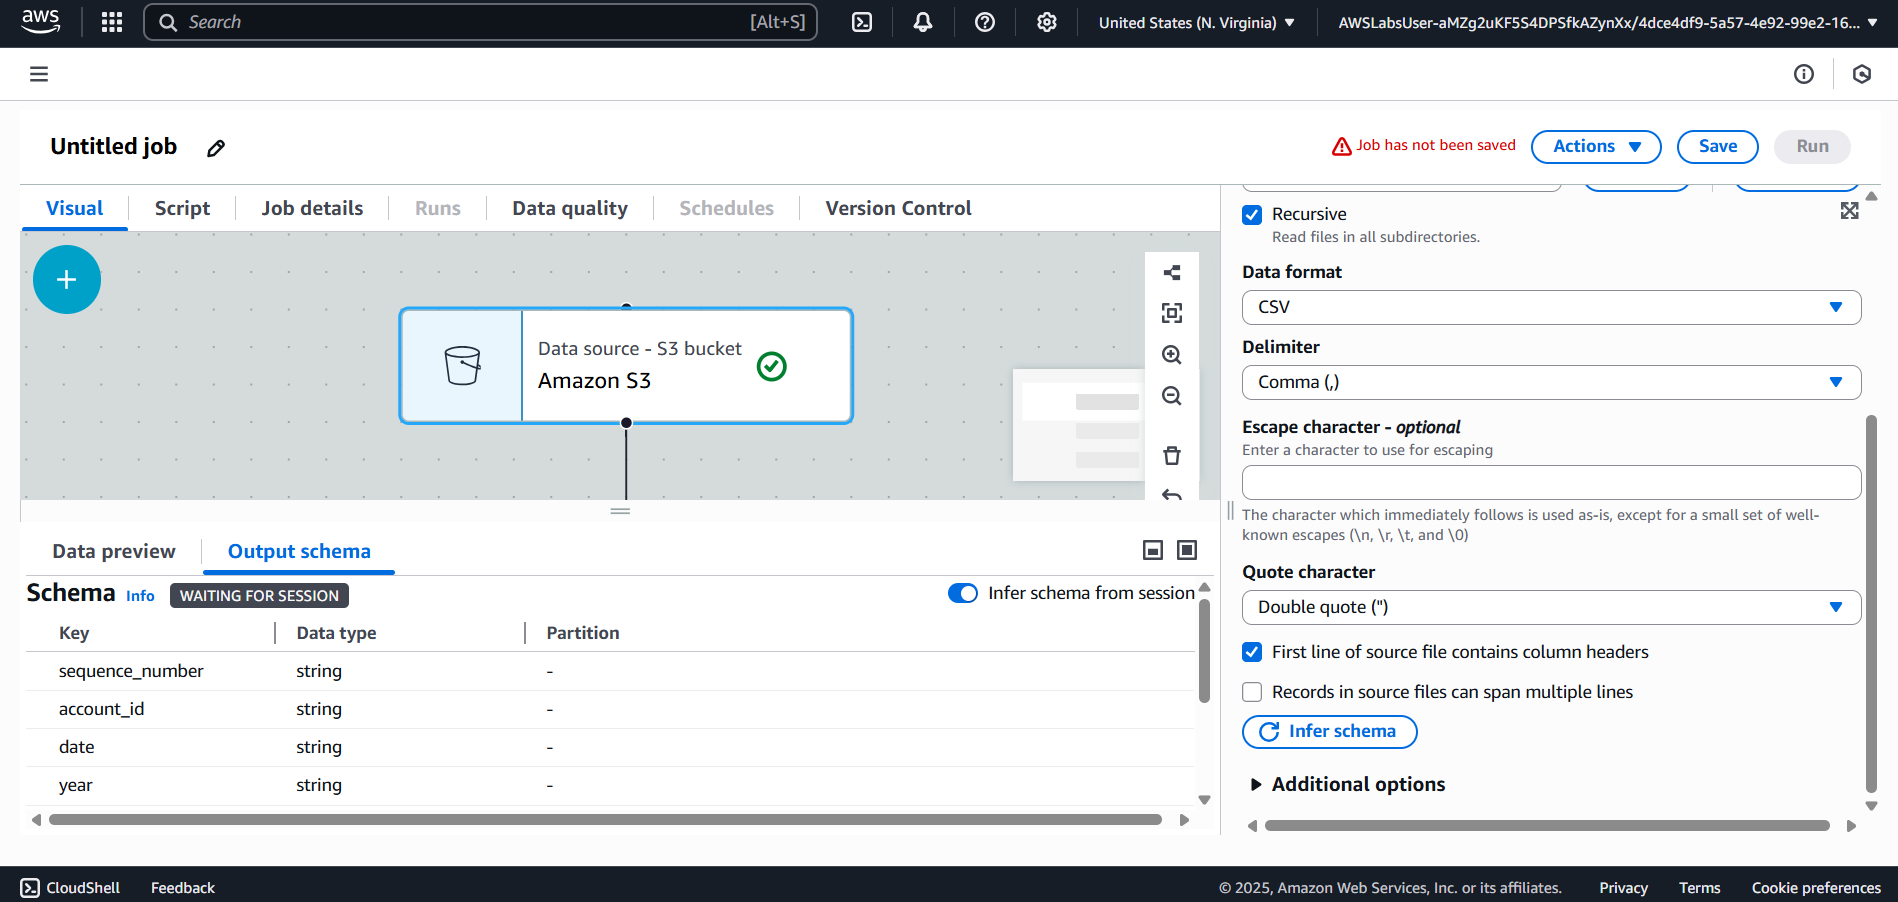 aws
Search
[Alt+S]
United States (N. Virginia)
AWSLabsUser-aMZg2uKF5S4DPSfkAZynXx/4dce4df9-5a57-4e92-99e2-16...
Untitled job
Job has not been saved
Actions
Save
Run
Visual
Script
Job details
Runs
Data quality
Schedules
Version Control
Data source - S3 bucket
Amazon S3
Data preview
Output schema
Schema
Info
WAITING FOR SESSION
Infer schema from session
Key
Data type
Partition
sequence_number
string
-
account_id
string
-
date
string
-
year
string
-
Recursive
Read files in all subdirectories.
Data format
CSV
Delimiter
Comma (,)
Escape character - optional
Enter a character to use for escaping
The character which immediately follows is used as-is, except for a small set of well-
known escapes (\n, \r, \t, and \0)
Quote character
Double quote (")
First line of source file contains column headers
Records in source files can span multiple lines
Infer schema
Additional options
CloudShell
Feedback
© 2025, Amazon Web Services, Inc. or its affiliates.
Privacy
Terms
Cookie preferences